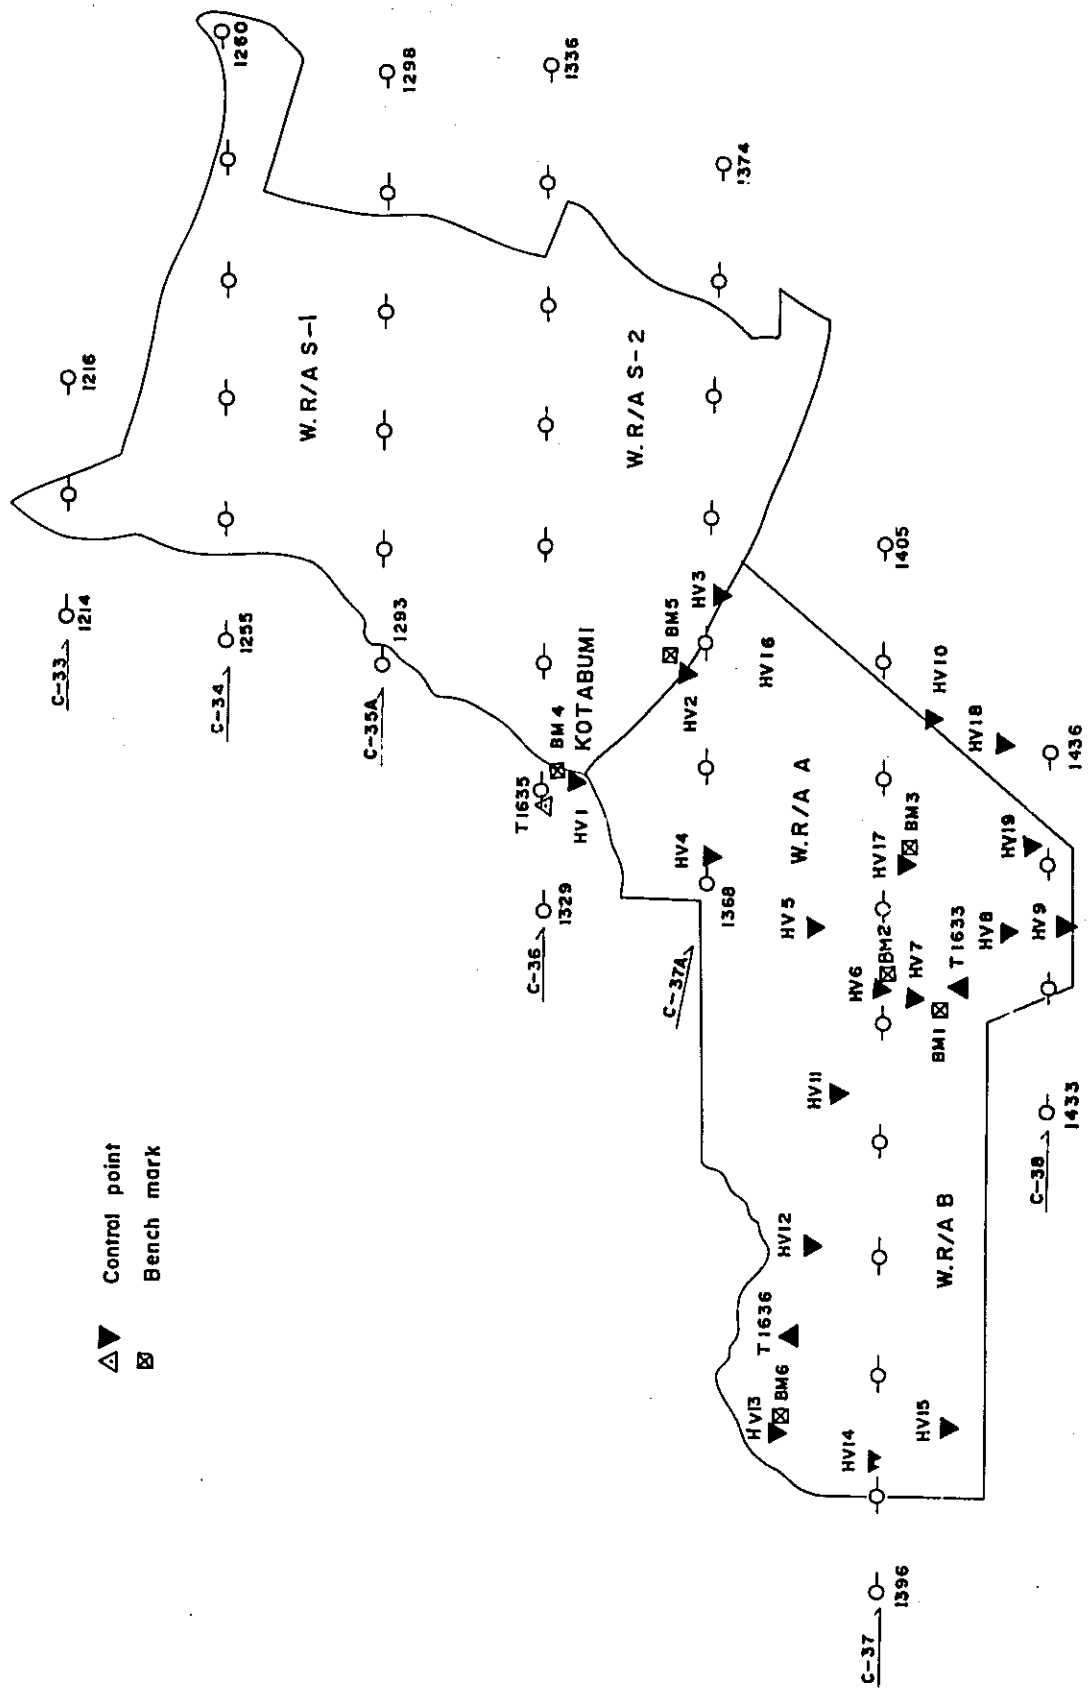 Control point
Bench mark
C-33
1214
1216
C-34
1255
1260
W.R/A S-1
C-35A
1293
1298
C-36
1329
T1635
BM4
KOTABUMI
HV1
1336
W.R/A S-2
C-37A
1368
HV4
HV2
BM5
HV3
HV16
1374
W.R/A A
HV5
C-37
1396
HV14
HV13
BM6
T1636
HV12
HV11
HV6
BM2
HV17
BM3
HV7
1405
HV10
HV15
W.R/A B
BM1
T1633
HV8
HV18
HV9
HV19
C-38
1433
1436